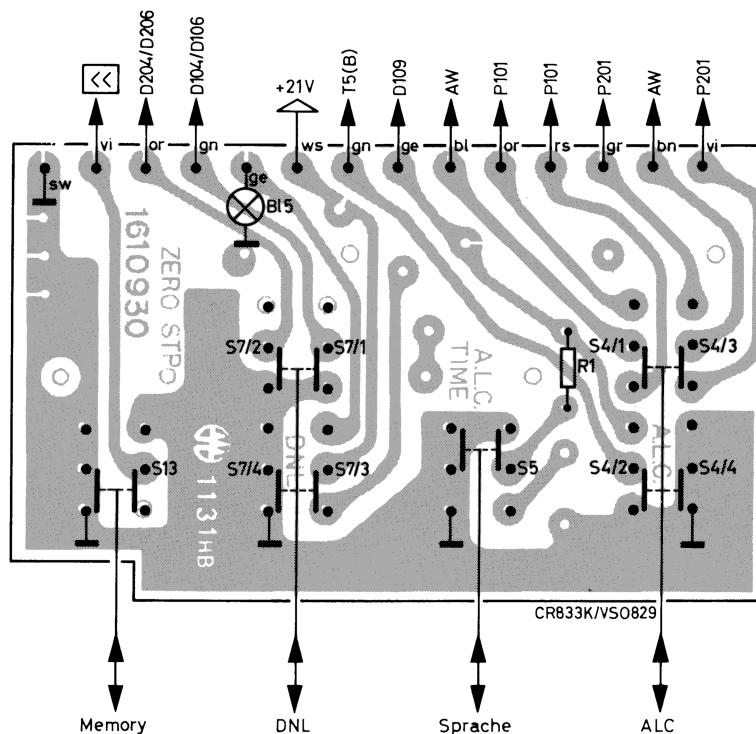 <<
D204/D206
D104/D106
+21V
T5(B)
D109
AW
P101
P101
P201
AW
P201
vi or gn ws gn ge bl or rs gr bn vi
sw
ge
Bl5
ZERO STP
1610930
S7/2 S7/1
A.L.C.
TIME
R1
S4/1 S4/3
DNL
A.L.C.
S13
S7/4 S7/3
S5
S4/2 S4/4
1131HB
CR833K/VS0829
Memory DNL Sprache ALC